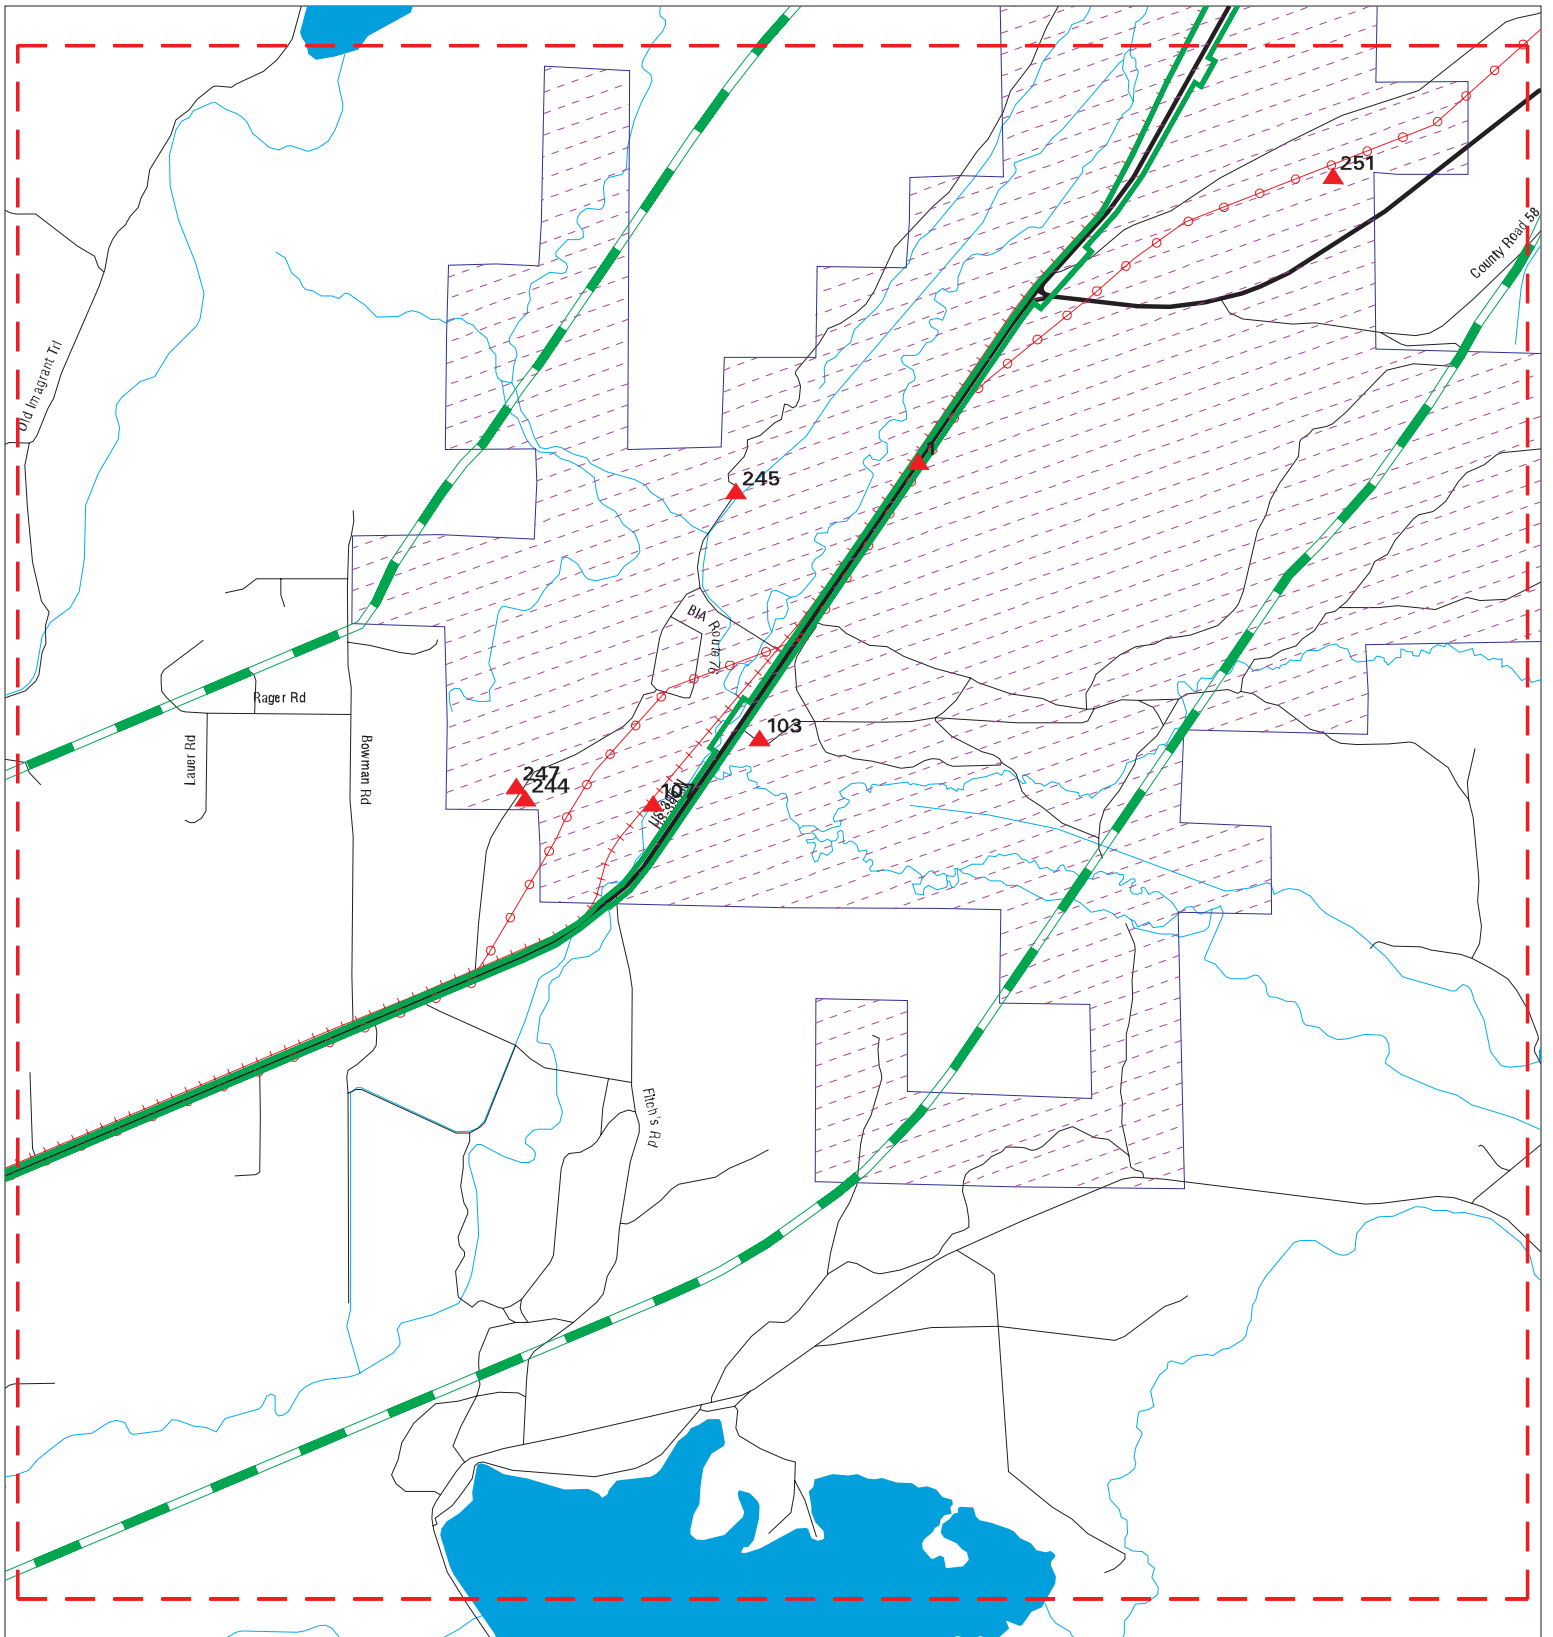 251
County Road 58
Old Imagrant Trl
1
245
BIA Route 76
Rager Rd
103
Lauer Rd
Bowman Rd
247
244
Fitch's Rd